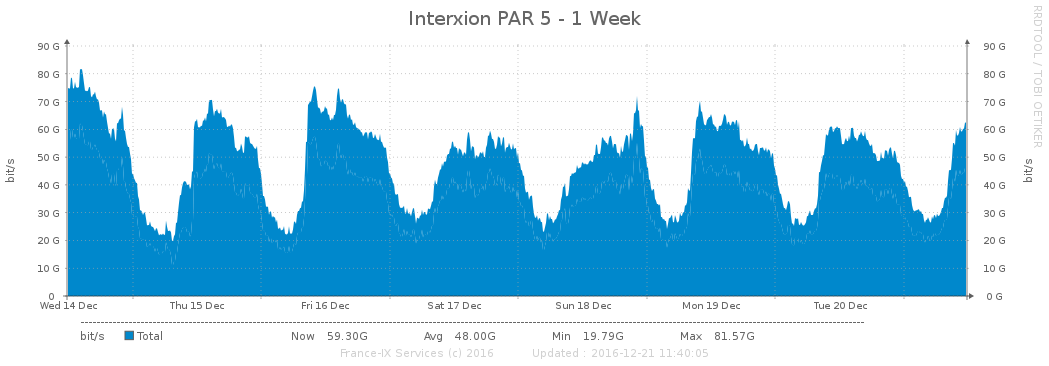 Interxion PAR 5 - 1 Week
RRDTOOL / TOBI OETIKER
90 G 90 G
80 G 80 G
70 G 70 G
60 G 60 G
50 G 50 G
40 G 40 G
30 G 30 G
20 G 20 G
10 G 10 G
0 0 G
bit/s
bit/s
Wed 14 Dec Thu 15 Dec Fri 16 Dec Sat 17 Dec Sun 18 Dec Mon 19 Dec Tue 20 Dec
bit/s Total Now 59.30G Avg 48.00G Min 19.79G Max 81.57G
France-IX Services (c) 2016 Updated : 2016-12-21 11:40:05